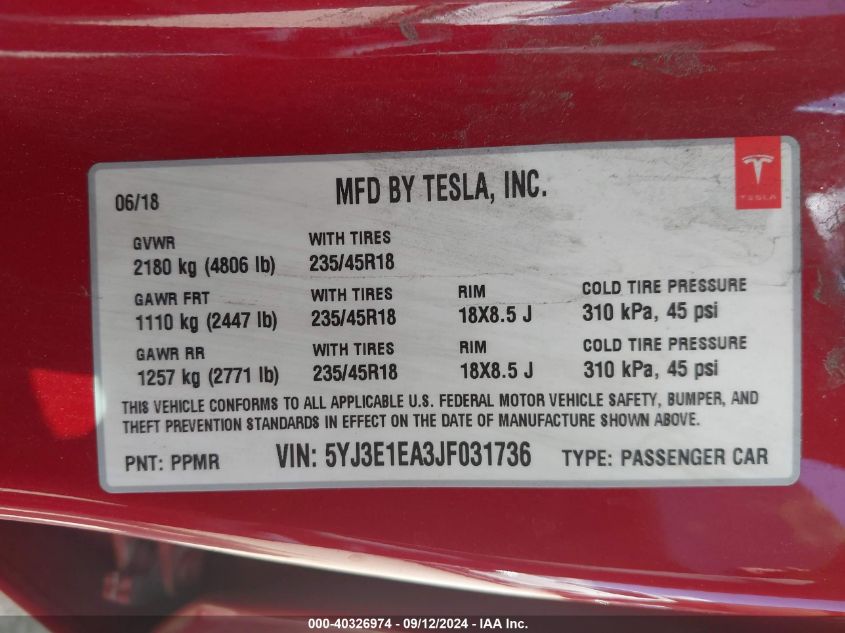 06/18 MFD BY TESLA, INC.
TESLA
GVWR WITH TIRES
2180 kg (4806 lb) 235/45R18
GAWR FRT WITH TIRES RIM COLD TIRE PRESSURE
1110 kg (2447 lb) 235/45R18 18X8.5 J 310 kPa, 45 psi
GAWR RR WITH TIRES RIM COLD TIRE PRESSURE
1257 kg (2771 lb) 235/45R18 18X8.5 J 310 kPa, 45 psi
THIS VEHICLE CONFORMS TO ALL APPLICABLE U.S. FEDERAL MOTOR VEHICLE SAFETY, BUMPER, AND
THEFT PREVENTION STANDARDS IN EFFECT ON THE DATE OF MANUFACTURE SHOWN ABOVE.
PNT: PPMR VIN: 5YJ3E1EA3JF031736 TYPE: PASSENGER CAR
000-40326974 - 09/12/2024 - IAA Inc.